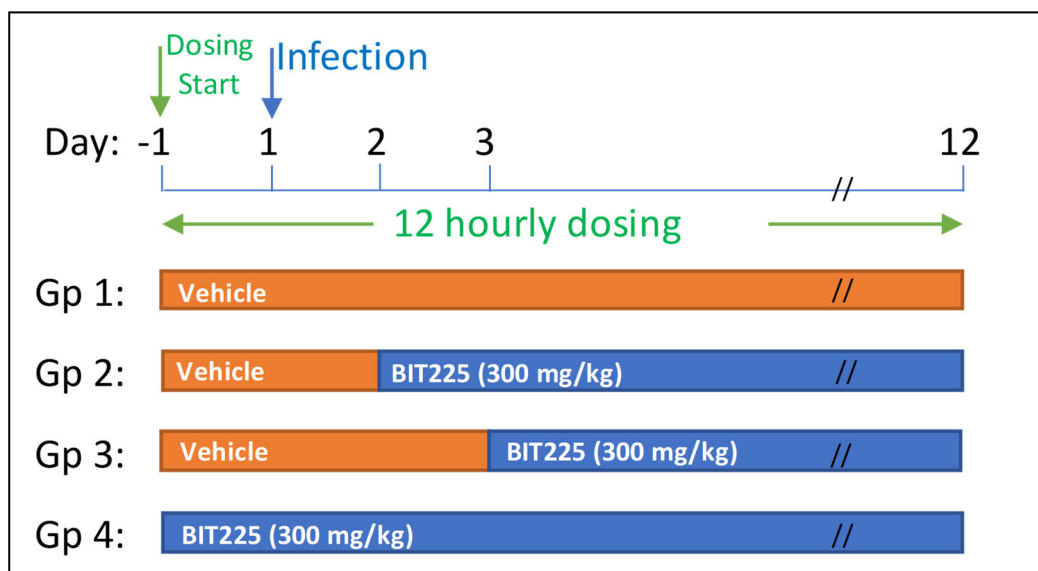 Dosing
Start
Infection
Day: -1 1 2 3 12
//
12 hourly dosing
Gp 1: Vehicle //
Gp 2: Vehicle BIT225 (300 mg/kg) //
Gp 3: Vehicle BIT225 (300 mg/kg) //
Gp 4: BIT225 (300 mg/kg) //